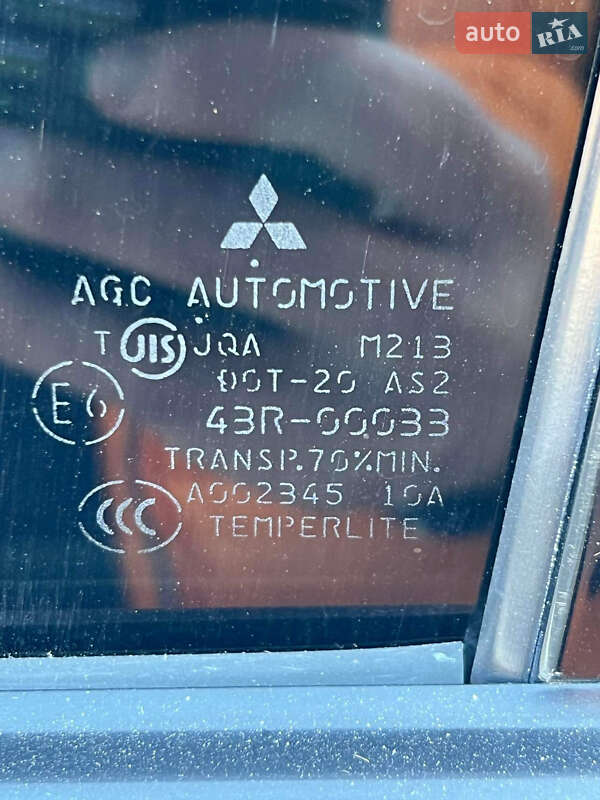 auto RIA .com
AGC AUTOMOTIVE
T JIS JQA M213
DOT-20 AS2
E6
43R-00033
TRANSP.70%MIN.
CCC
A002345 10A
TEMPERLITE